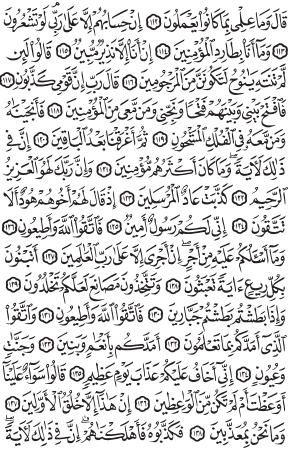 قَالَ وَمَا عِلْمِى بِمَا كَانُوا۟ يَعْمَلُونَ ١١٢ إِنْ حِسَابُهُمْ إِلَّا عَلَىٰ رَبِّى لَوْ تَشْعُرُونَ
١١٣ وَمَآ أَنَا۠ بِطَارِدِ ٱلْمُؤْمِنِينَ ١١٤ إِنْ أَنَا۠ إِلَّا نَذِيرٌ مُّبِينٌ ١١٥ قَالُوا۟ لَئِن
لَّمْ تَنتَهِ يَٰنُوحُ لَتَكُونَنَّ مِنَ ٱلْمَرْجُومِينَ ١١٦ قَالَ رَبِّ إِنَّ قَوْمِى كَذَّبُونِ ١١٧
فَٱفْتَحْ بَيْنِى وَبَيْنَهُمْ فَتْحًا وَنَجِّنِى وَمَن مَّعِىَ مِنَ ٱلْمُؤْمِنِينَ ١١٨ فَأَنجَيْنَٰهُ
وَمَن مَّعَهُۥ فِى ٱلْفُلْكِ ٱلْمَشْحُونِ ١١٩ ثُمَّ أَغْرَقْنَا بَعْدُ ٱلْبَاقِينَ ١٢٠ إِنَّ فِى
ذَٰلِكَ لَءَايَةً ۖ وَمَا كَانَ أَكْثَرُهُم مُّؤْمِنِينَ ١٢١ وَإِنَّ رَبَّكَ لَهُوَ ٱلْعَزِيزُ
ٱلرَّحِيمُ ١٢٢ كَذَّبَتْ عَادٌ ٱلْمُرْسَلِينَ ١٢٣ إِذْ قَالَ لَهُمْ أَخُوهُمْ هُودٌ أَلَا
تَتَّقُونَ ١٢٤ إِنِّى لَكُمْ رَسُولٌ أَمِينٌ ١٢٥ فَٱتَّقُوا۟ ٱللَّهَ وَأَطِيعُونِ ١٢٦
وَمَآ أَسْـَٔلُكُمْ عَلَيْهِ مِنْ أَجْرٍ ۖ إِنْ أَجْرِىَ إِلَّا عَلَىٰ رَبِّ ٱلْعَٰلَمِينَ ١٢٧ أَتَبْنُونَ
بِكُلِّ رِيعٍ ءَايَةً تَعْبَثُونَ ١٢٨ وَتَتَّخِذُونَ مَصَانِعَ لَعَلَّكُمْ تَخْلُدُونَ ١٢٩
وَإِذَا بَطَشْتُم بَطَشْتُمْ جَبَّارِينَ ١٣٠ فَٱتَّقُوا۟ ٱللَّهَ وَأَطِيعُونِ ١٣١ وَٱتَّقُوا۟
ٱلَّذِىٓ أَمَدَّكُم بِمَا تَعْلَمُونَ ١٣٢ أَمَدَّكُم بِأَنْعَٰمٍ وَبَنِينَ ١٣٣ وَجَنَّٰتٍ
وَعُيُونٍ ١٣٤ إِنِّىٓ أَخَافُ عَلَيْكُمْ عَذَابَ يَوْمٍ عَظِيمٍ ١٣٥ قَالُوا۟ سَوَآءٌ عَلَيْنَآ
أَوَعَظْتَ أَمْ لَمْ تَكُن مِّنَ ٱلْوَٰعِظِينَ ١٣٦ إِنْ هَٰذَآ إِلَّا خُلُقُ ٱلْأَوَّلِينَ ١٣٧
وَمَا نَحْنُ بِمُعَذَّبِينَ ١٣٨ فَكَذَّبُوهُ فَأَهْلَكْنَٰهُمْ ۗ إِنَّ فِى ذَٰلِكَ لَءَايَةً ۖ